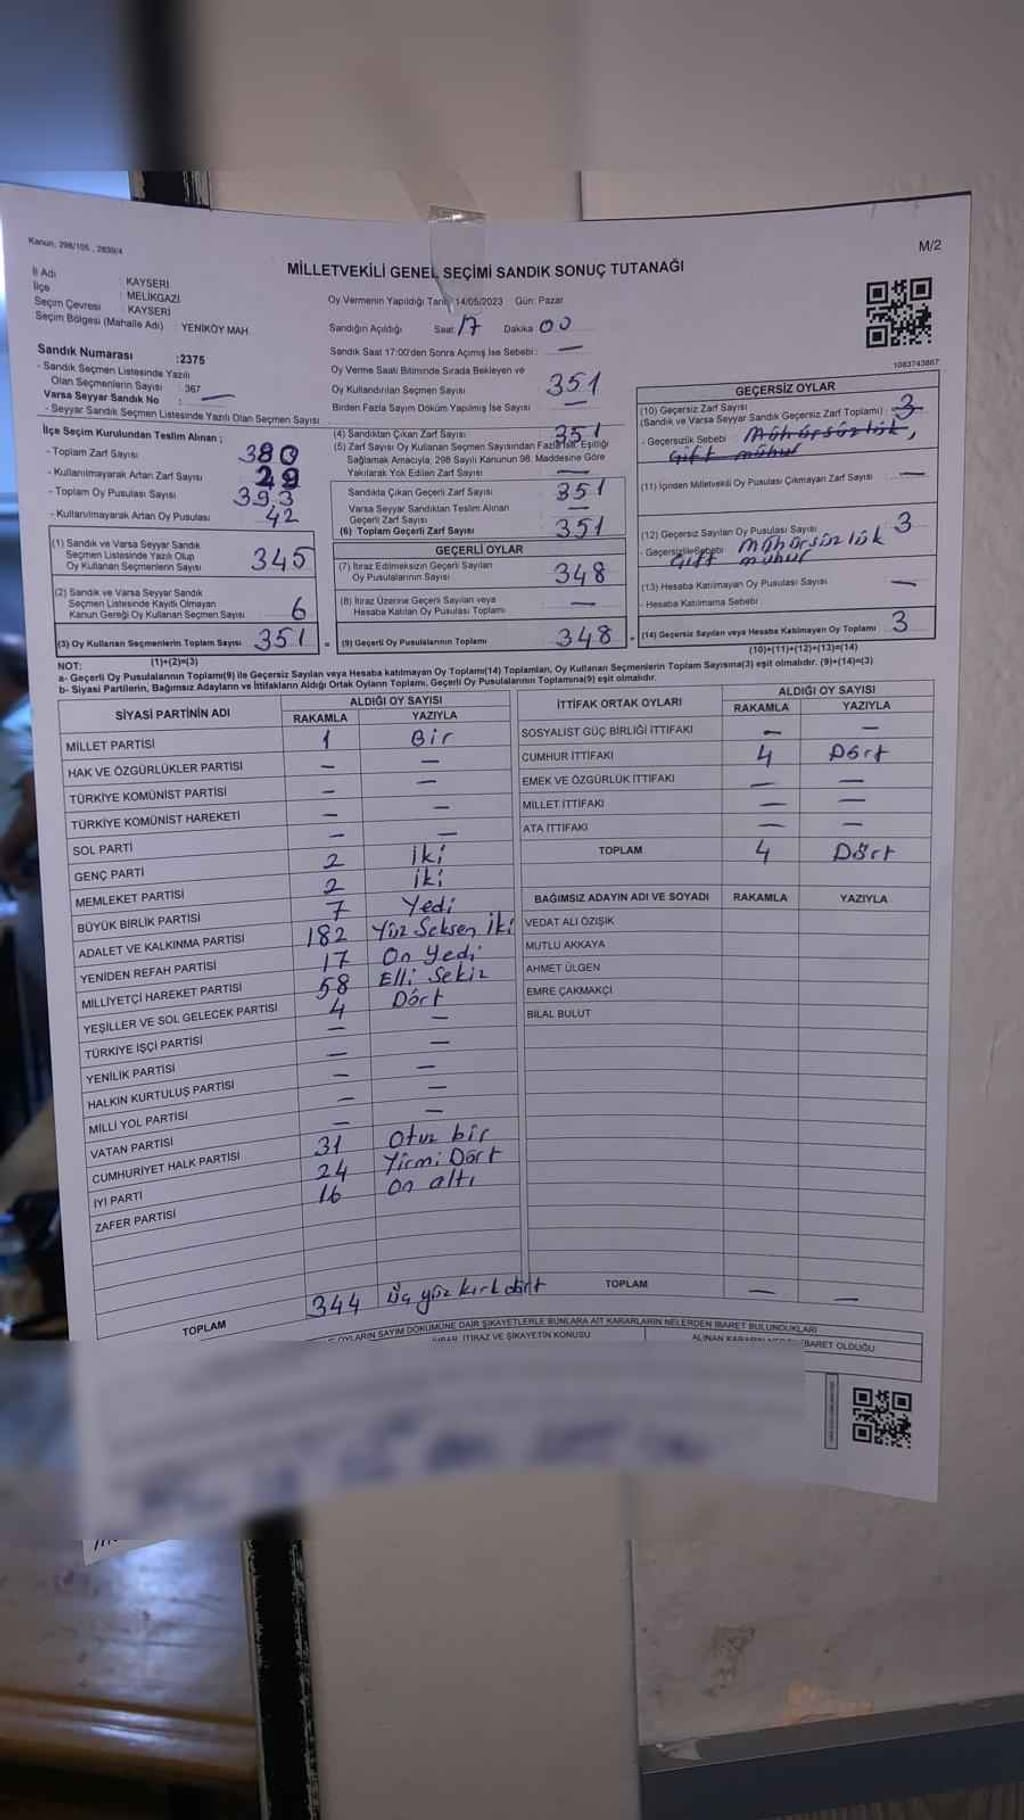 Kanun: 298/105 , 2839/4
M/2
MİLLETVEKİLİ GENEL SEÇİMİ SANDIK SONUÇ TUTANAĞI
İl Adı : KAYSERİ
İlçe : MELİKGAZİ
Seçim Çevresi : KAYSERİ
Seçim Bölgesi (Mahalle Adı) : YENİKÖY MAH.
Sandık Numarası :2375
- Sandık Seçmen Listesinde Yazılı
Olan Seçmenlerin Sayısı : 367
Varsa Seyyar Sandık No : —
- Seyyar Sandık Seçmen Listesinde Yazılı Olan Seçmen Sayısı
Oy Vermenin Yapıldığı Tarih 14/05/2023 Gün: Pazar
Sandığın Açıldığı Saat 17 Dakika 00
Sandık Saat 17:00'den Sonra Açımış İse Sebebi : —
Oy Verme Saati Bitiminde Sırada Bekleyen ve
Oy Kullandırılan Seçmen Sayısı 351
Birden Fazla Sayım Döküm Yapılmış İse Sayısı —
1083743867
İlçe Seçim Kurulundan Teslim Alınan ;
- Toplam Zarf Sayısı 380
- Kullanılmayarak Artan Zarf Sayısı 29
- Toplam Oy Pusulası Sayısı 393
- Kullanılmayarak Artan Oy Pusulası 42
(1) Sandık ve Varsa Seyyar Sandık
Seçmen Listesinde Yazılı Olup
Oy Kullanan Seçmenlerin Sayısı 345
(2) Sandık ve Varsa Seyyar Sandık
Seçmen Listesinde Kayıtlı Olmayan
Kanun Gereği Oy Kullanan Seçmen Sayısı 6
(3) Oy Kullanan Seçmenlerin Toplam Sayısı 351
(1)+(2)=(3)
(4) Sandıktan Çıkan Zarf Sayısı 351
(5) Zarf Sayısı Oy Kullanan Seçmen Sayısından Fazla İse, Eşitliği
Sağlamak Amacıyla; 298 Sayılı Kanunun 98. Maddesine Göre
Yakılarak Yok Edilen Zarf Sayısı —
Sandıkta Çıkan Geçerli Zarf Sayısı 351
Varsa Seyyar Sandıktan Teslim Alınan
Geçerli Zarf Sayısı —
(6) Toplam Geçerli Zarf Sayısı 351
GEÇERLİ OYLAR
(7) İtiraz Edilmeksizin Geçerli Sayılan
Oy Pusulalarının Sayısı 348
(8) İtiraz Üzerine Geçerli Sayılan veya
Hesaba Katılan Oy Pusulası Toplamı —
= (9) Geçerli Oy Pusulalarının Toplamı 348
GEÇERSİZ OYLAR
(10) Geçersiz Zarf Sayısı
(Sandık ve Varsa Seyyar Sandık Geçersiz Zarf Toplamı) 3
- Geçersizlik Sebebi Mühürsüzlük,
Çift mühür
(11) İçinden Milletvekili Oy Pusulası Çıkmayan Zarf Sayısı —
(12) Geçersiz Sayılan Oy Pusulası Sayısı 3
- Geçersizlik Sebebi Mühürsüzlük
Çift mühür
(13) Hesaba Katılmayan Oy Pusulası Sayısı —
- Hesaba Katılmama Sebebi
+ (14) Geçersiz Sayılan veya Hesaba Katılmayan Oy Toplamı 3
(10)+(11)+(12)+(13)=(14)
NOT:
a- Geçerli Oy Pusulalarının Toplamı(9) ile Geçersiz Sayılan veya Hesaba katılmayan Oy Toplamı(14) Toplamları, Oy Kullanan Seçmenlerin Toplam Sayısına(3) eşit olmalıdır. (9)+(14)=(3)
b- Siyasi Partilerin, Bağımsız Adayların ve İttifakların Aldığı Ortak Oyların Toplamı, Geçerli Oy Pusulalarının Toplamına(9) eşit olmalıdır.
SİYASİ PARTİNİN ADI ALDIĞI OY SAYISI
RAKAMLA YAZIYLA
MİLLET PARTİSİ 1 Bir
HAK VE ÖZGÜRLÜKLER PARTİSİ — —
TÜRKİYE KOMÜNİST PARTİSİ — —
TÜRKİYE KOMÜNİST HAREKETİ — —
SOL PARTİ — —
GENÇ PARTİ 2 İki
MEMLEKET PARTİSİ 2 İki
BÜYÜK BİRLİK PARTİSİ 7 Yedi
ADALET VE KALKINMA PARTİSİ 182 Yüz Seksen İki
YENİDEN REFAH PARTİSİ 17 On Yedi
MİLLİYETÇİ HAREKET PARTİSİ 58 Elli Sekiz
YEŞİLLER VE SOL GELECEK PARTİSİ 4 Dört
TÜRKİYE İŞÇİ PARTİSİ — —
YENİLİK PARTİSİ — —
HALKIN KURTULUŞ PARTİSİ — —
MİLLİ YOL PARTİSİ — —
VATAN PARTİSİ — —
CUMHURİYET HALK PARTİSİ 31 Otuz bir
İYİ PARTİ 24 Yirmi Dört
ZAFER PARTİSİ 16 On altı
TOPLAM 344 Üç yüz kırk dört
İTTİFAK ORTAK OYLARI ALDIĞI OY SAYISI
RAKAMLA YAZIYLA
SOSYALİST GÜÇ BİRLİĞİ İTTİFAKI — —
CUMHUR İTTİFAKI 4 Dört
EMEK VE ÖZGÜRLÜK İTTİFAKI — —
MİLLET İTTİFAKI — —
ATA İTTİFAKI — —
TOPLAM 4 Dört
BAĞIMSIZ ADAYIN ADI VE SOYADI RAKAMLA YAZIYLA
VEDAT ALİ ÖZIŞIK
MUTLU AKKAYA
AHMET ÜLGEN
EMRE ÇAKMAKÇİ
BİLAL BULUT
TOPLAM — —
OYLARIN SAYIM DÖKÜMÜNE DAİR ŞİKAYETLERLE BUNLARA AİT KARARLARIN NELERDEN İBARET BULUNDUKLARI
İTİRAZ VE ŞİKAYETİN KONUSU
ALINAN KARARIN İBARET OLDUĞU